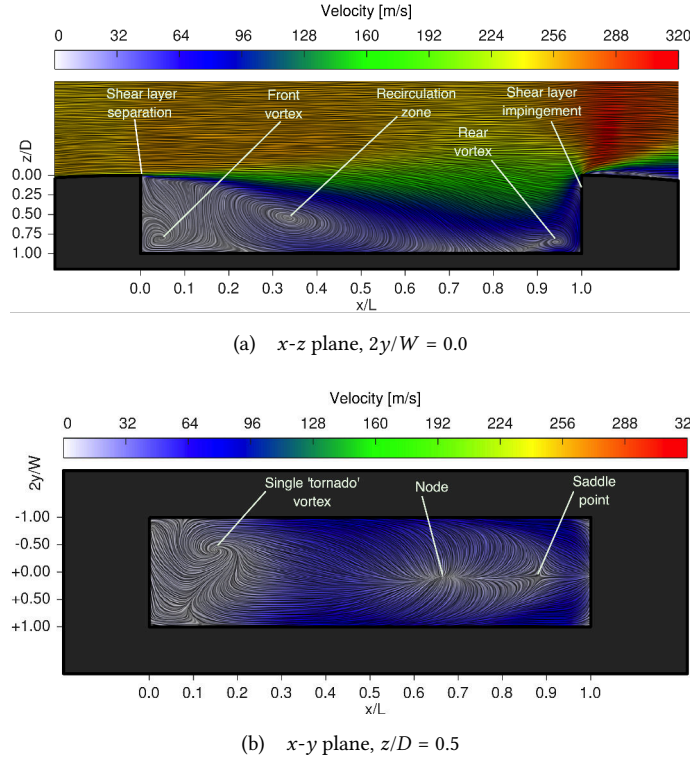 Velocity [m/s]
0 32 64 96 128 160 192 224 256 288 320
Shear layer
separation
Front
vortex
Recirculation
zone
Rear
vortex
Shear layer
impingement
z/D
0.00
0.25
0.50
0.75
1.00
0.0 0.1 0.2 0.3 0.4 0.5 0.6 0.7 0.8 0.9 1.0
x/L
(a) x-z plane, 2y/W = 0.0
Velocity [m/s]
0 32 64 96 128 160 192 224 256 288 32
2y/W
Single 'tornado'
vortex
Node
Saddle
point
-1.00
-0.50
+0.00
+0.50
+1.00
0.0 0.1 0.2 0.3 0.4 0.5 0.6 0.7 0.8 0.9 1.0
x/L
(b) x-y plane, z/D = 0.5